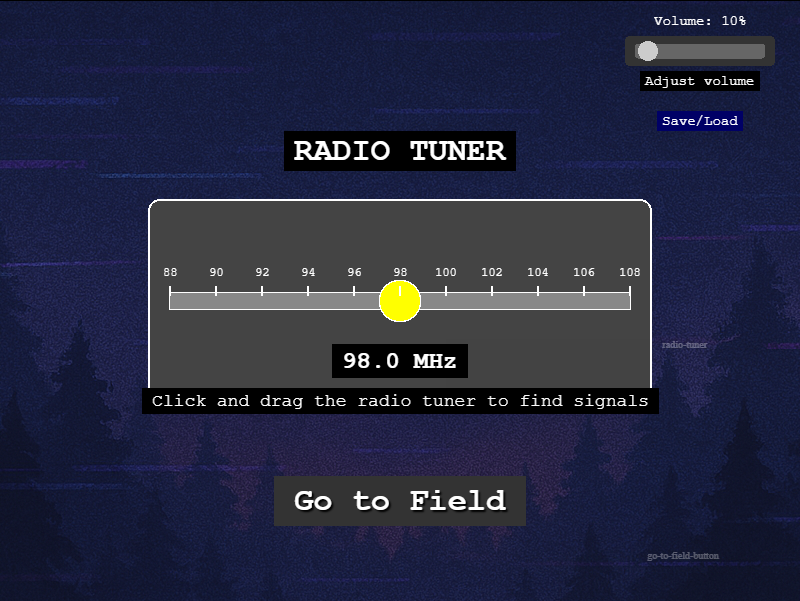 Volume: 10%
Adjust volume
Save/Load
RADIO TUNER
88 90 92 94 96 98 100 102 104 106 108
radio-tuner
98.0 MHz
Click and drag the radio tuner to find signals
Go to Field
go-to-field-button